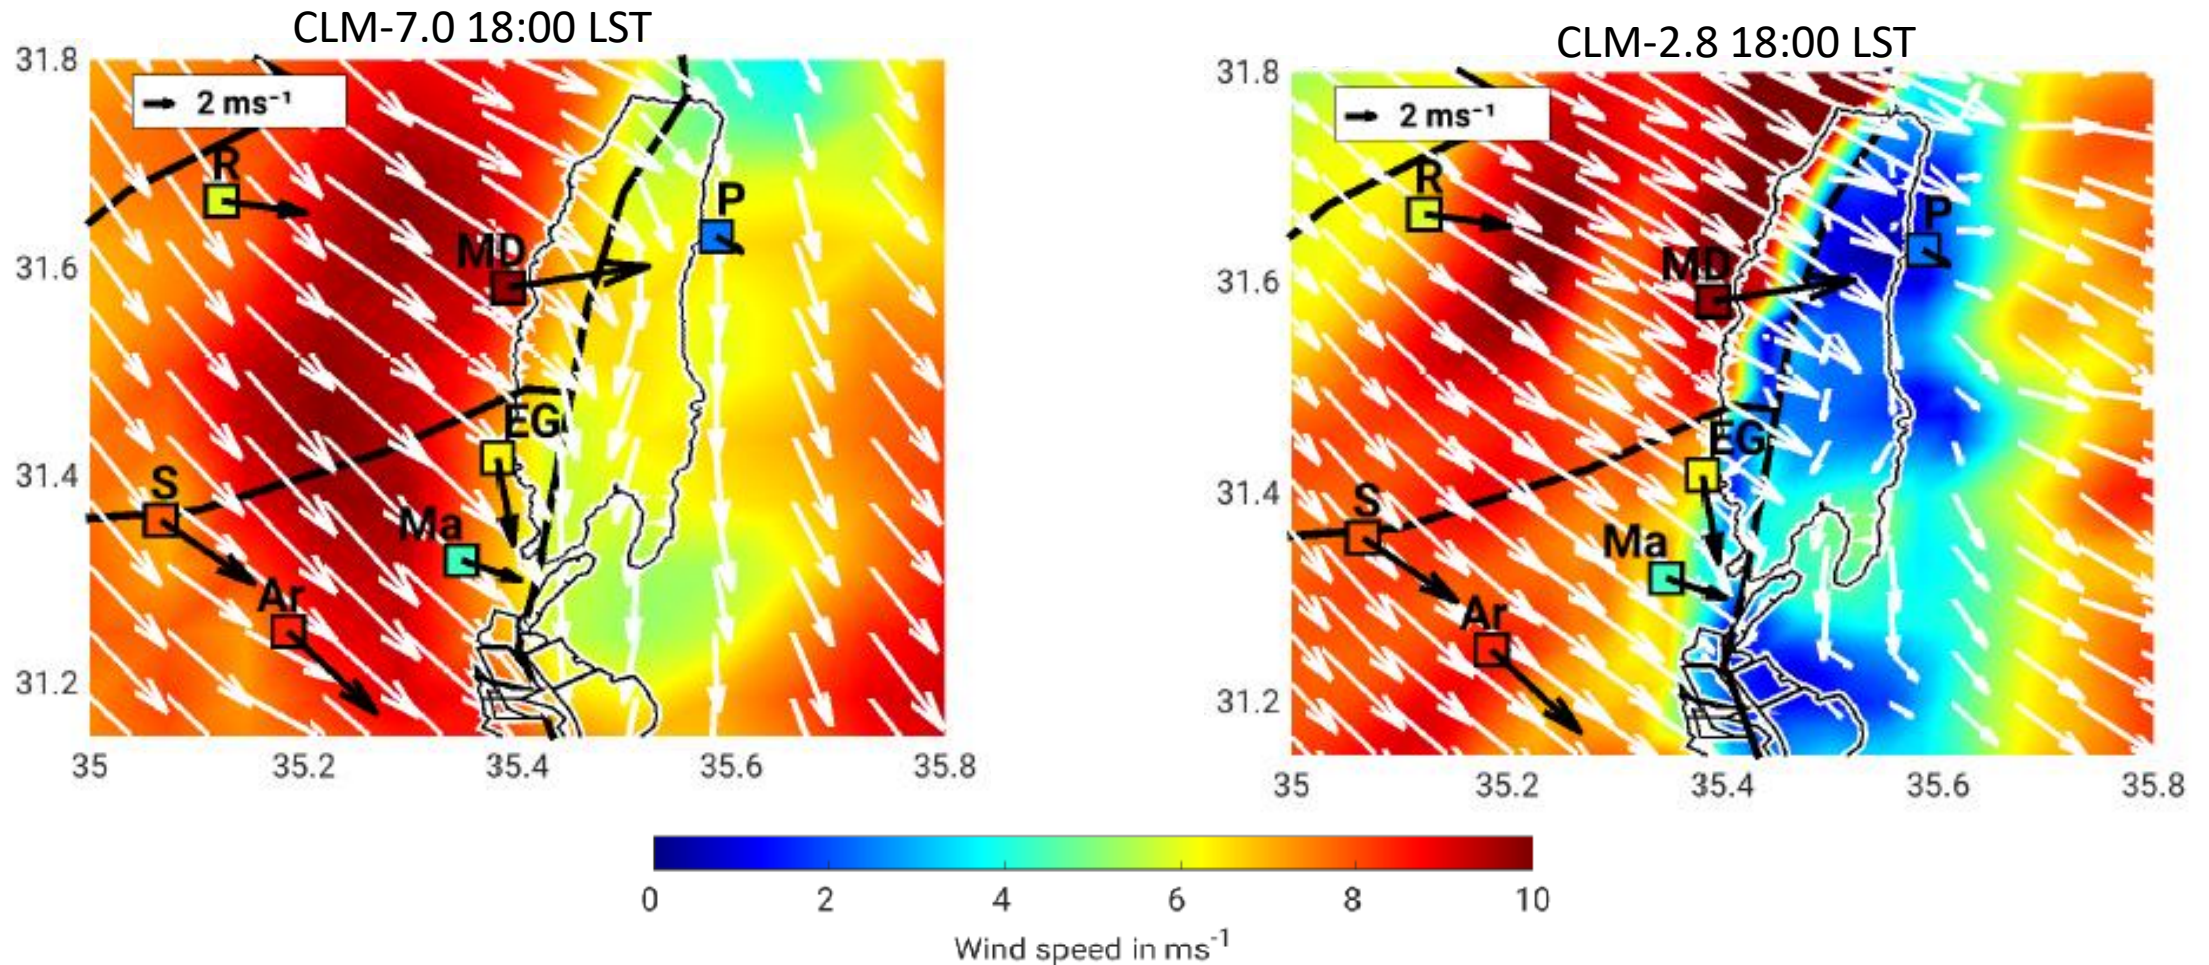 CLM-7.0 18:00 LST
31.8
31.6
31.4
31.2
2 ms⁻¹
R
P
MD
EG
S
Ma
Ar
35
35.2
35.4
35.6
35.8
CLM-2.8 18:00 LST
31.8
31.6
31.4
31.2
2 ms⁻¹
R
P
MD
EG
S
Ma
Ar
35
35.2
35.4
35.6
35.8
0
2
4
6
8
10
Wind speed in ms⁻¹